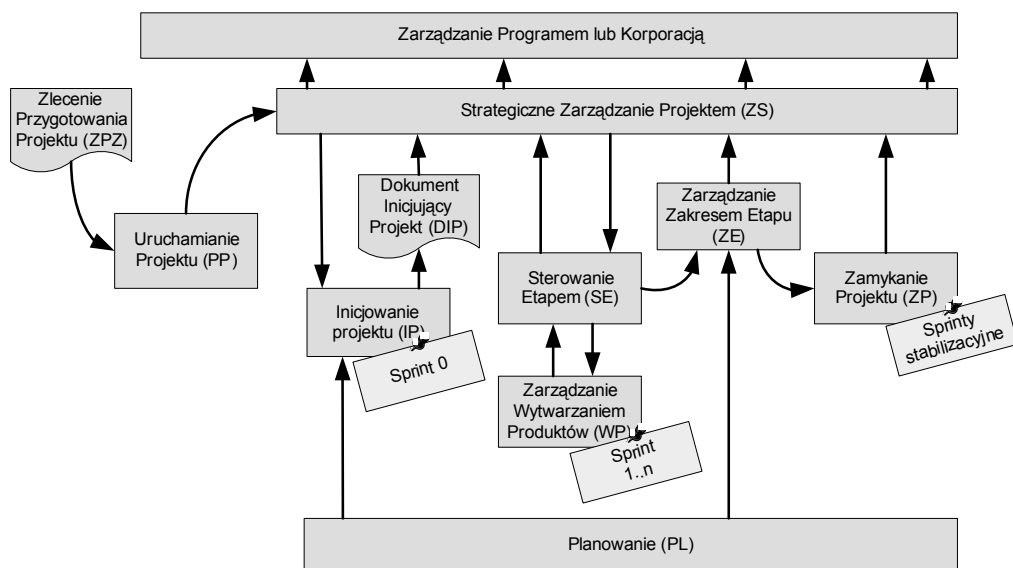 Zarządzanie Programem lub Korporacją
Zlecenie
Przygotowania
Projektu (ZPZ)
Strategiczne Zarządzanie Projektem (ZS)
Dokument
Inicjujący
Projekt (DIP)
Zarządzanie
Zakresem Etapu
(ZE)
Uruchamianie
Projektu (PP)
Sterowanie
Etapem (SE)
Zamykanie
Projektu (ZP)
Inicjowanie
projektu (IP)
Sprinty
stabilizacyjne
Sprint 0
Zarządzanie
Wytwarzaniem
Produktów (WP)
Sprint
1..n
Planowanie (PL)